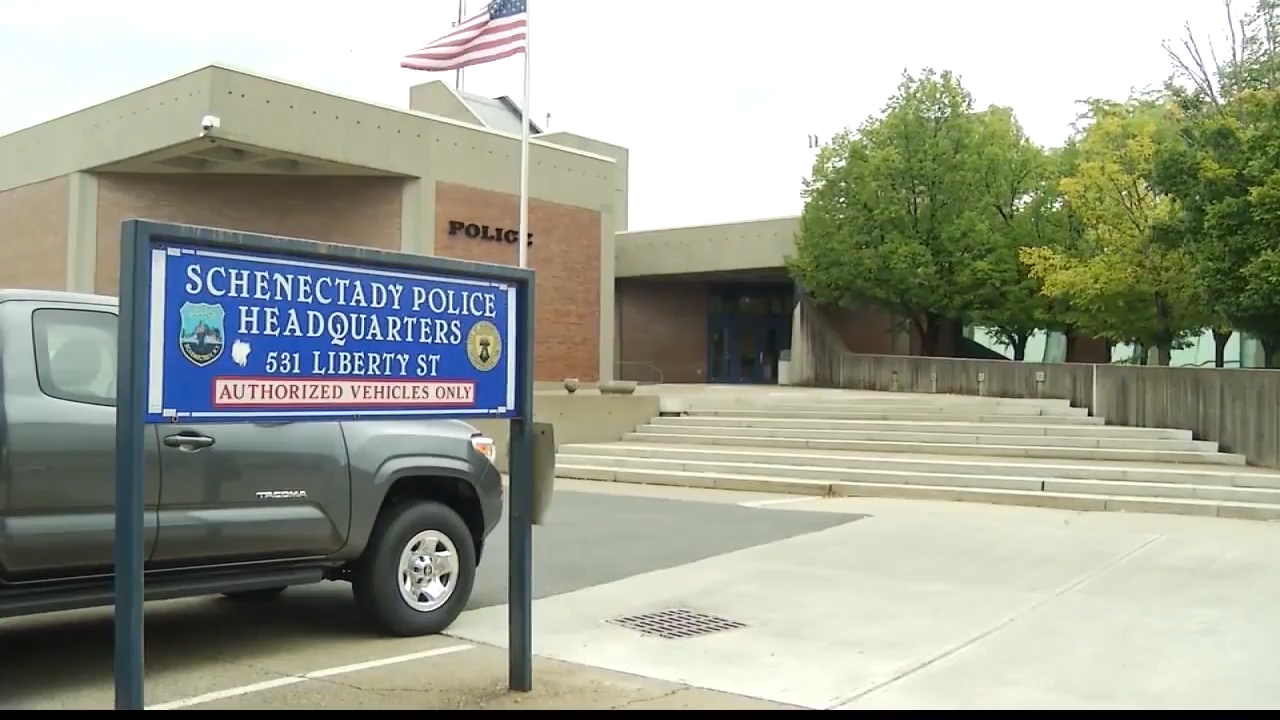 POLICE
SCHENECTADY POLICE
HEADQUARTERS
531 LIBERTY ST
AUTHORIZED VEHICLES ONLY
TACOMA